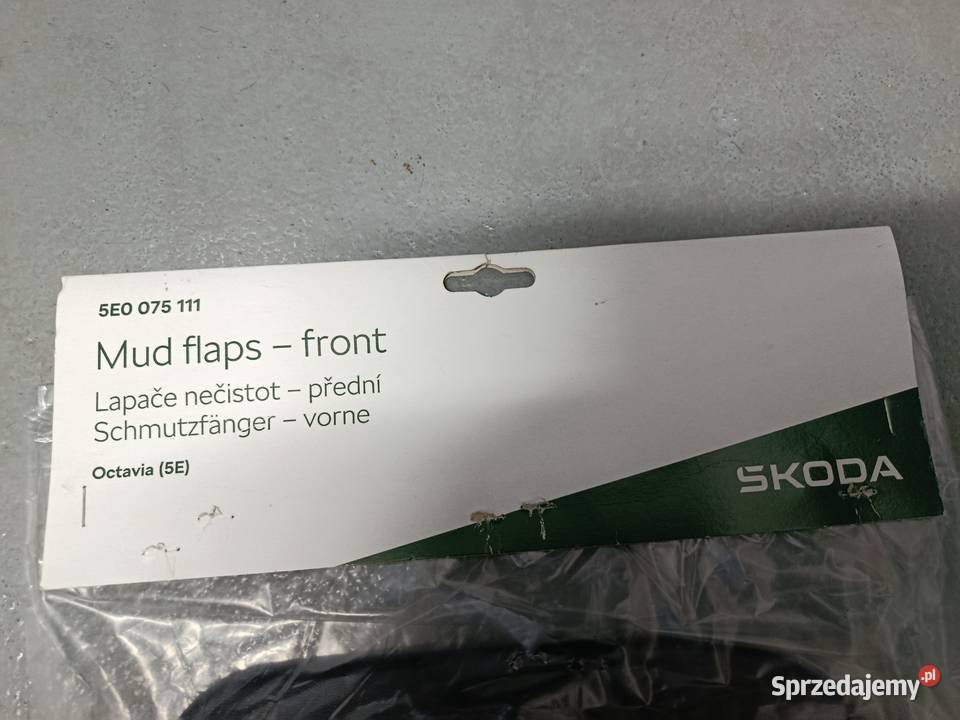 5E0 075 111
Mud flaps – front
Lapače nečistot – přední
Schmutzfänger – vorne
Octavia (5E)
ŠKODA
Sprzedajemy.pl